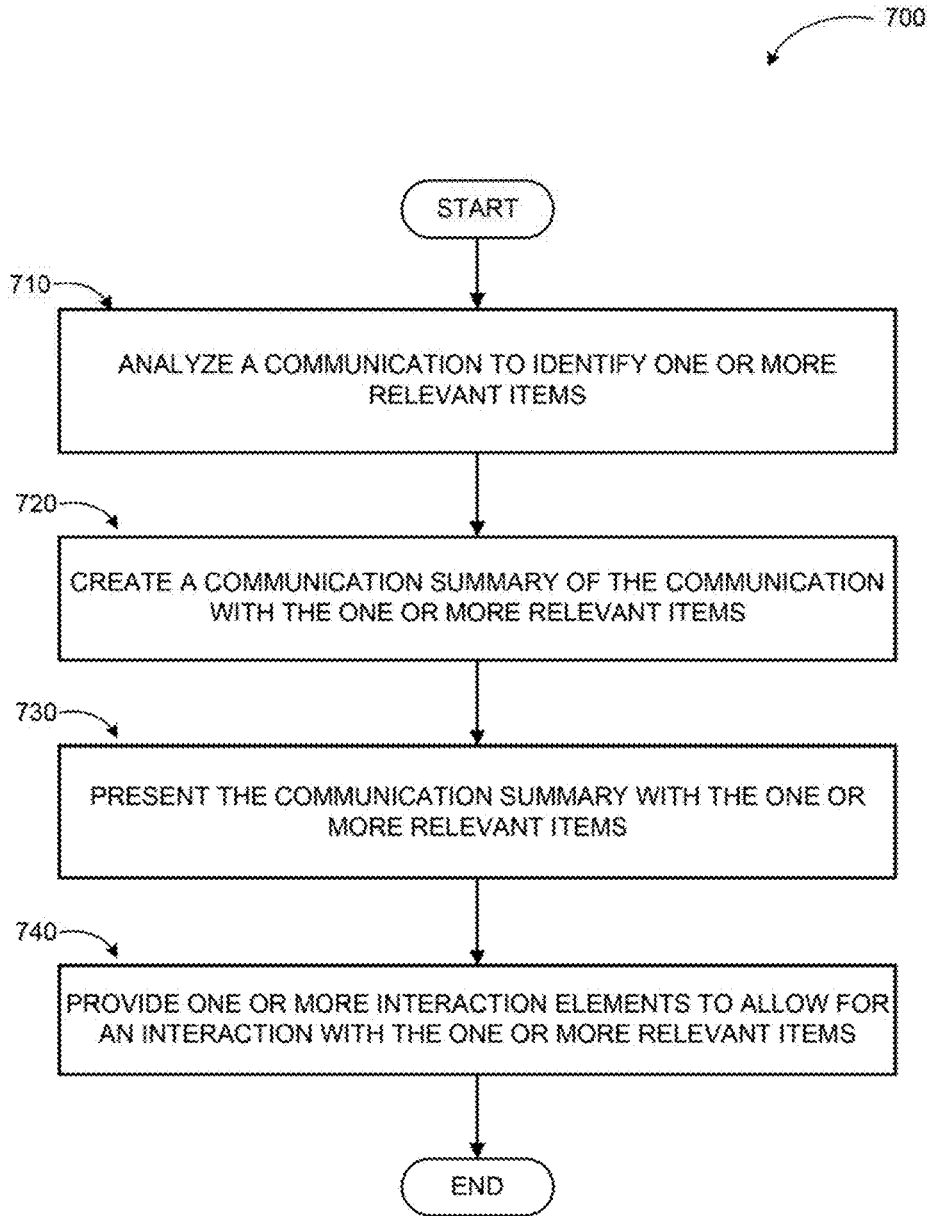 700
START
710
ANALYZE A COMMUNICATION TO IDENTIFY ONE OR MORE
RELEVANT ITEMS
720
CREATE A COMMUNICATION SUMMARY OF THE COMMUNICATION
WITH THE ONE OR MORE RELEVANT ITEMS
730
PRESENT THE COMMUNICATION SUMMARY WITH THE ONE OR
MORE RELEVANT ITEMS
740
PROVIDE ONE OR MORE INTERACTION ELEMENTS TO ALLOW FOR
AN INTERACTION WITH THE ONE OR MORE RELEVANT ITEMS
END